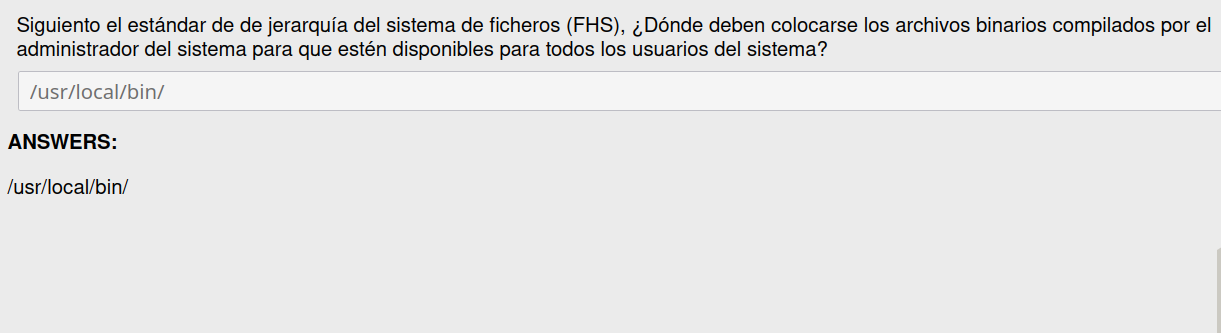 Siguiento el estándar de de jerarquía del sistema de ficheros (FHS), ¿Dónde deben colocarse los archivos binarios compilados por el
administrador del sistema para que estén disponibles para todos los usuarios del sistema?
/usr/local/bin/
ANSWERS:
/usr/local/bin/